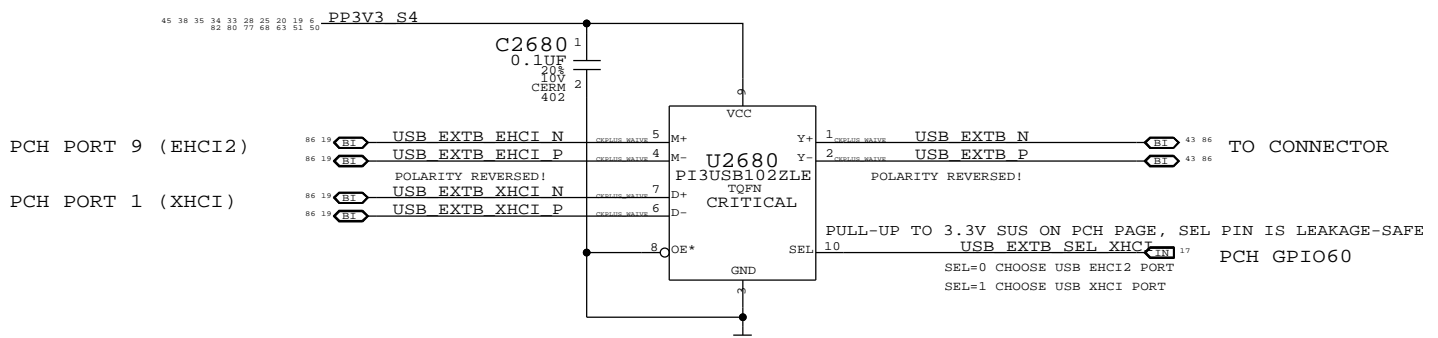 45 38 35 34 33 28 25 20 19 6 PP3V3_S4
82 80 77 68 63 51 50
C2680 1
0.1UF
20%
10V
CERM 2
402
9
VCC
PCH PORT 9 (EHCI2)
86 19 BI USB_EXTB_EHCI_N CKPLUS_WAIVE 5 M+
86 19 BI USB_EXTB_EHCI_P CKPLUS_WAIVE 4 M-
POLARITY REVERSED!
PCH PORT 1 (XHCI)
86 19 BI USB_EXTB_XHCI_N CKPLUS_WAIVE 7 D+
86 19 BI USB_EXTB_XHCI_P CKPLUS_WAIVE 6 D-
8 OE*
U2680
PI3USB102ZLE
TQFN
CRITICAL
Y+ 1 CKPLUS_WAIVE USB_EXTB_N BI 43 86
Y- 2 CKPLUS_WAIVE USB_EXTB_P BI 43 86
TO CONNECTOR
POLARITY REVERSED!
PULL-UP TO 3.3V SUS ON PCH PAGE, SEL PIN IS LEAKAGE-SAFE
SEL 10 USB_EXTB_SEL_XHCI IN 17
PCH GPIO60
SEL=0 CHOOSE USB EHCI2 PORT
SEL=1 CHOOSE USB XHCI PORT
GND
3